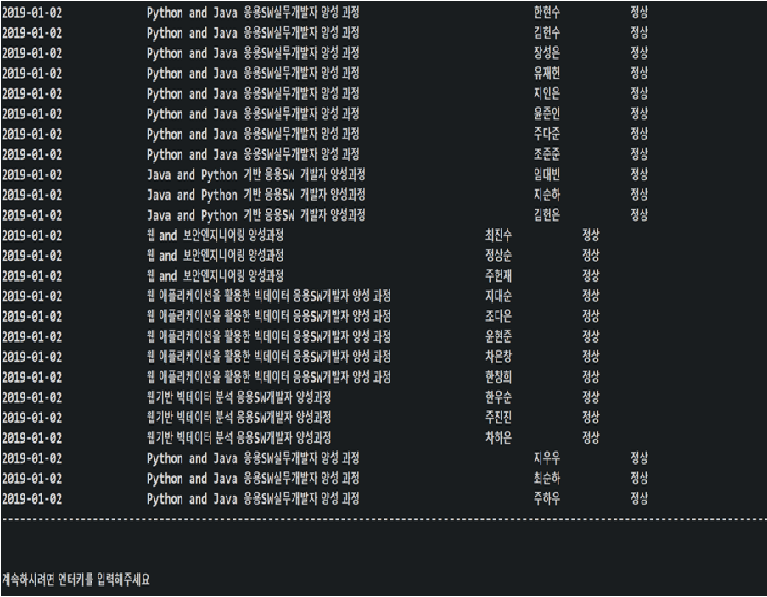 2019-01-02 Python and Java 응용SW실무개발자 양성 과정 한현수 정상
2019-01-02 Python and Java 응용SW실무개발자 양성 과정 김현수 정상
2019-01-02 Python and Java 응용SW실무개발자 양성 과정 장성은 정상
2019-01-02 Python and Java 응용SW실무개발자 양성 과정 유재헌 정상
2019-01-02 Python and Java 응용SW실무개발자 양성 과정 지인은 정상
2019-01-02 Python and Java 응용SW실무개발자 양성 과정 윤준인 정상
2019-01-02 Python and Java 응용SW실무개발자 양성 과정 주다준 정상
2019-01-02 Python and Java 응용SW실무개발자 양성 과정 조준준 정상
2019-01-02 Java and Python 기반 응용SW 개발자 양성과정 임대빈 정상
2019-01-02 Java and Python 기반 응용SW 개발자 양성과정 지순하 정상
2019-01-02 Java and Python 기반 응용SW 개발자 양성과정 김헌은 정상
2019-01-02 웹 and 보안엔지니어링 양성과정 최진수 정상
2019-01-02 웹 and 보안엔지니어링 양성과정 정상순 정상
2019-01-02 웹 and 보안엔지니어링 양성과정 주헌재 정상
2019-01-02 웹 애플리케이션을 활용한 빅데이터 응용SW개발자 양성 과정 지대순 정상
2019-01-02 웹 애플리케이션을 활용한 빅데이터 응용SW개발자 양성 과정 조다은 정상
2019-01-02 웹 애플리케이션을 활용한 빅데이터 응용SW개발자 양성 과정 윤현준 정상
2019-01-02 웹 애플리케이션을 활용한 빅데이터 응용SW개발자 양성 과정 차은창 정상
2019-01-02 웹 애플리케이션을 활용한 빅데이터 응용SW개발자 양성 과정 한창희 정상
2019-01-02 웹기반 빅데이터 분석 응용SW개발자 양성과정 한우순 정상
2019-01-02 웹기반 빅데이터 분석 응용SW개발자 양성과정 주진진 정상
2019-01-02 웹기반 빅데이터 분석 응용SW개발자 양성과정 차하은 정상
2019-01-02 Python and Java 응용SW실무개발자 양성 과정 지우우 정상
2019-01-02 Python and Java 응용SW실무개발자 양성 과정 최순하 정상
2019-01-02 Python and Java 응용SW실무개발자 양성 과정 주하우 정상
계속하시려면 엔터키를 입력해주세요